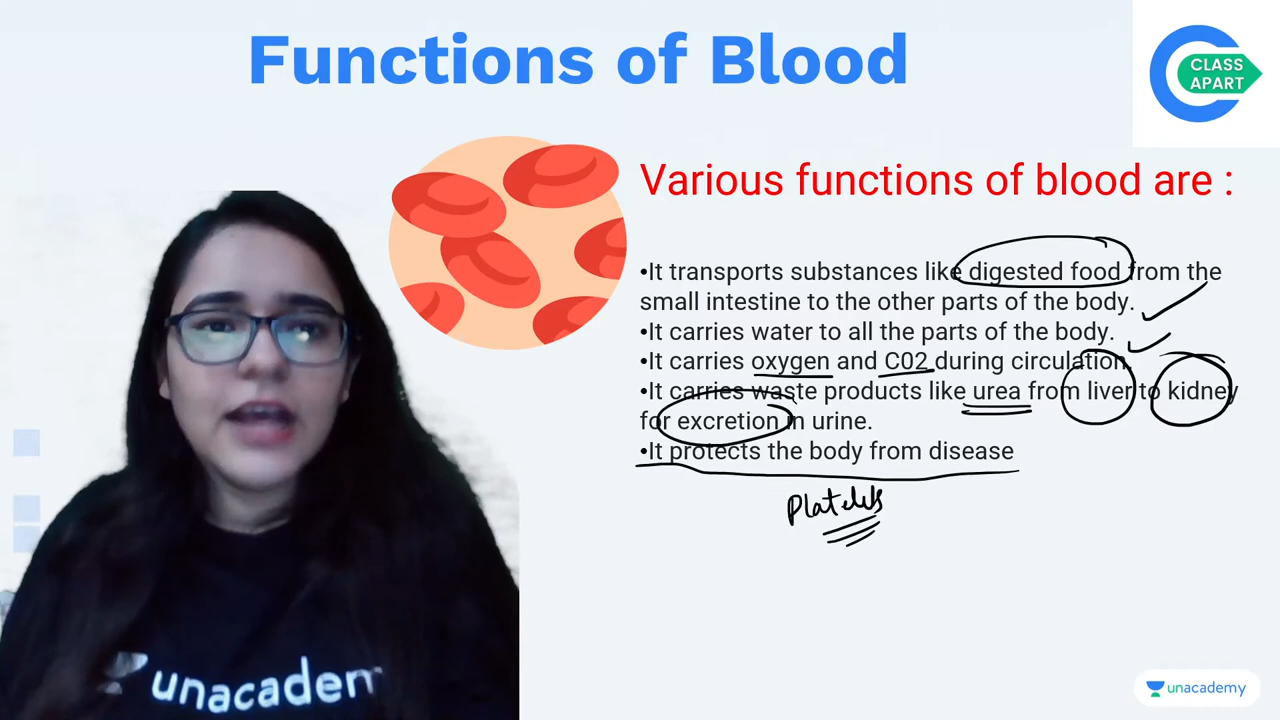 Functions of Blood
CLASS
APART
Various functions of blood are :
•It transports substances like digested food from the
small intestine to the other parts of the body.
•It carries water to all the parts of the body.
•It carries oxygen and C02 during circulation.
•It carries waste products like urea from liver to kidney
for excretion in urine.
•It protects the body from disease
Platelets
unacadem
unacademy